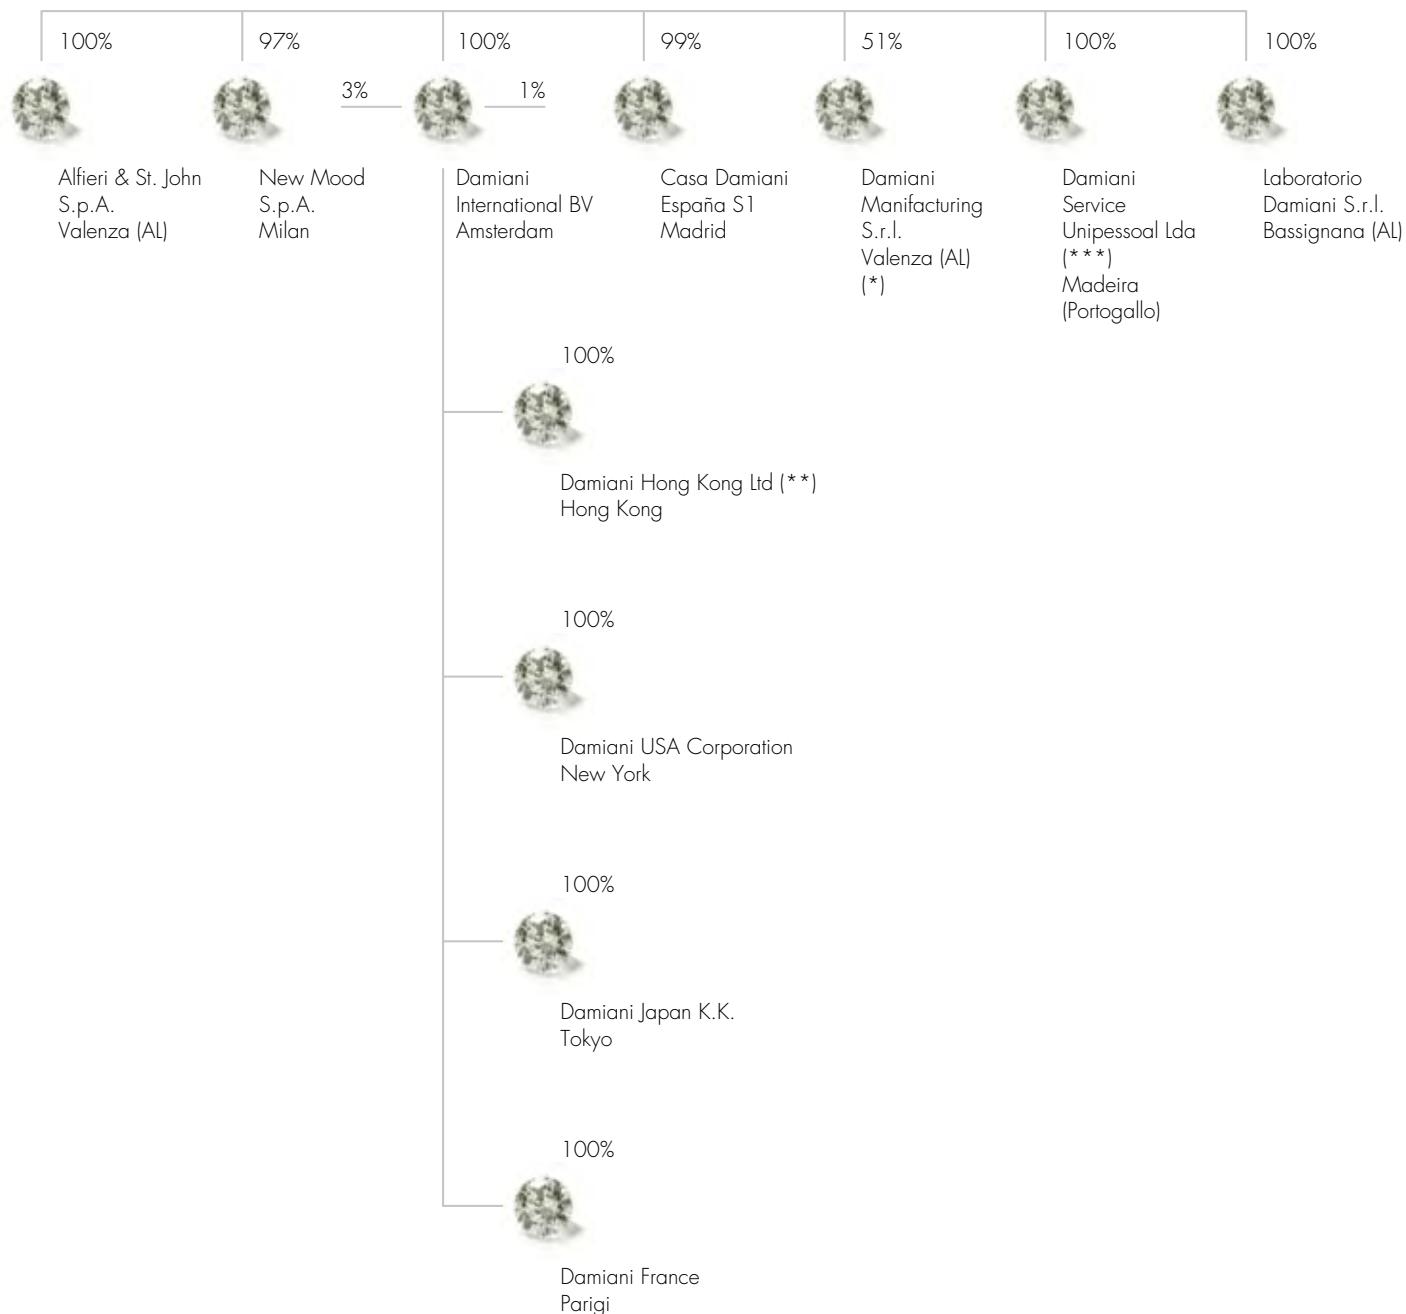 100%
97%
100%
99%
51%
100%
100%
3%
1%
Alfieri & St. John
S.p.A.
Valenza (AL)
New Mood
S.p.A.
Milan
Damiani
International BV
Amsterdam
Casa Damiani
España S1
Madrid
Damiani
Manifacturing
S.r.l.
Valenza (AL)
(*)
Damiani
Service
Unipessoal Lda
(***)
Madeira
(Portogallo)
Laboratorio
Damiani S.r.l.
Bassignana (AL)
100%
Damiani Hong Kong Ltd (**)
Hong Kong
100%
Damiani USA Corporation
New York
100%
Damiani Japan K.K.
Tokyo
100%
Damiani France
Parigi